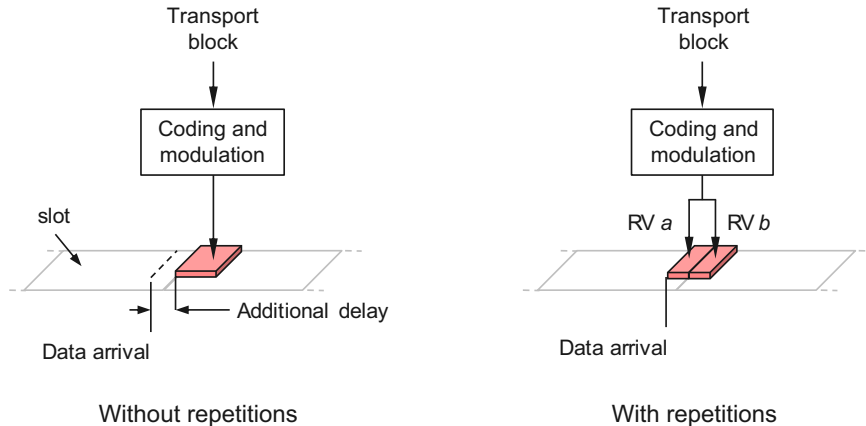 Transport
block
Coding and
modulation
slot
Additional delay
Data arrival
Without repetitions
Transport
block
Coding and
modulation
RV a
RV b
Data arrival
With repetitions